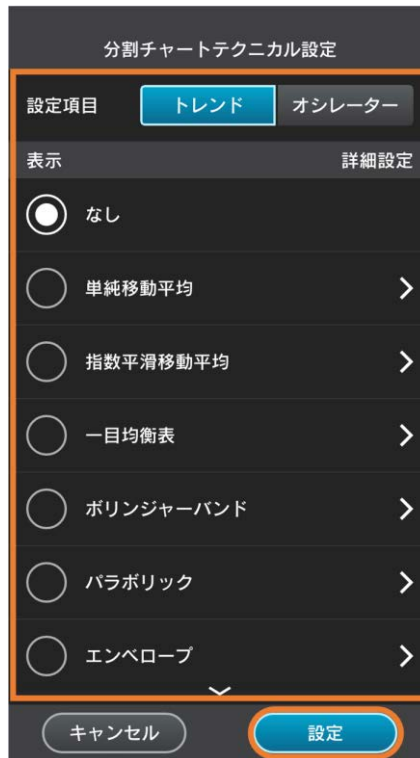 分割チャートテクニカル設定
設定項目 トレンド オシレーター
表示 詳細設定
なし
単純移動平均
指数平滑移動平均
一目均衡表
ボリンジャーバンド
パラボリック
エンベロープ
キャンセル 設定